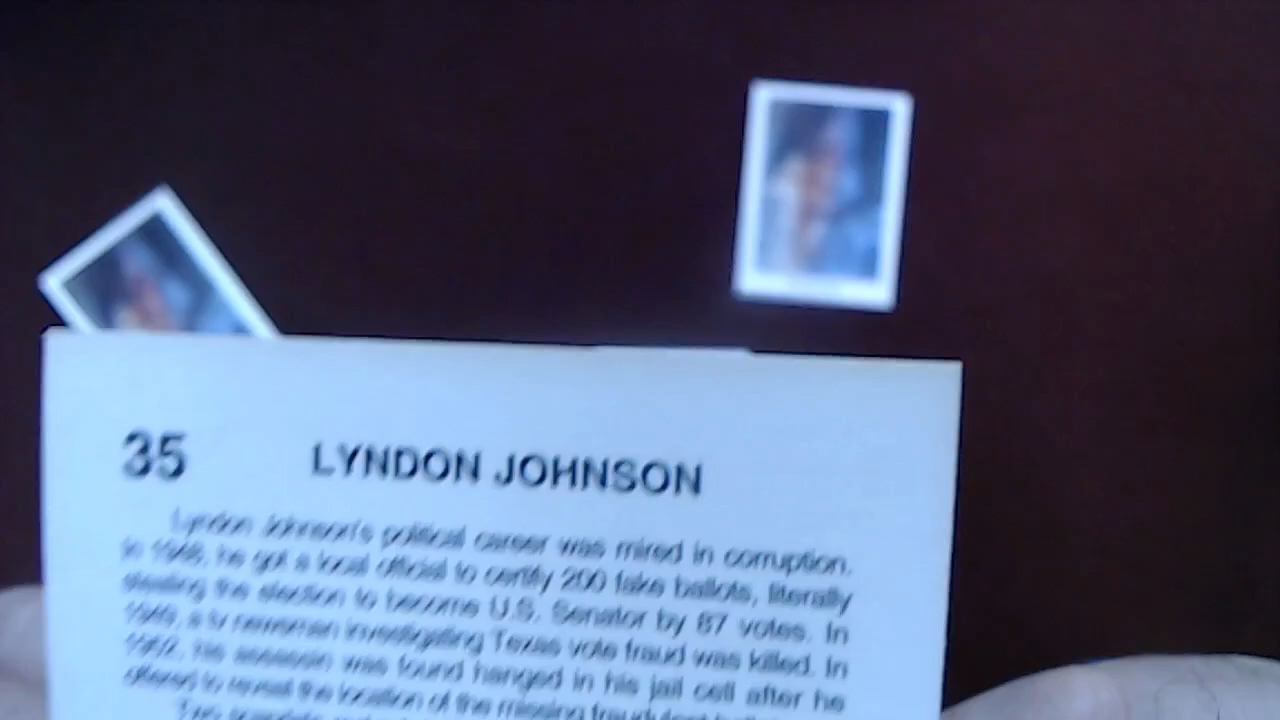 35 LYNDON JOHNSON
Lyndon Johnson's political career was mired in corruption.
In 1948, he got a local official to certify 200 fake ballots, literally
stealing the election to become U.S. Senator by 87 votes. In
1949, a tv newsman investigating Texas vote fraud was killed. In
1952, his assassin was found hanged in his jail cell after he
offered to reveal the location of the missing fraudulent
Two